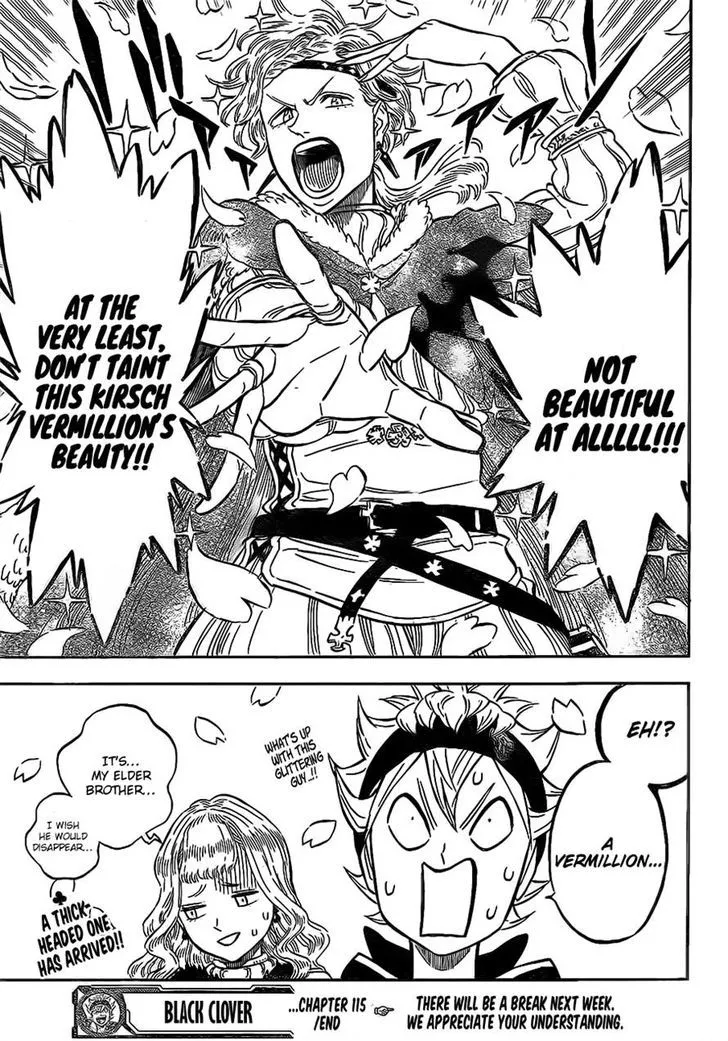 NOT
BEAUTIFUL
AT ALLLLL!!!
AT THE
VERY LEAST,
DON'T TAINT
THIS KIRSCH
VERMILLION'S
BEAUTY!!
EH!?
A
VERMILLION...
WHAT'S UP
WITH THIS
GLITTERING
GUY...!!
IT'S...
MY ELDER
BROTHER...
I WISH
HE WOULD
DISAPPEAR...
A THICK-
HEADED ONE
HAS ARRIVED!!
BLACK CLOVER
...CHAPTER 115
/END
THERE WILL BE A BREAK NEXT WEEK.
WE APPRECIATE YOUR UNDERSTANDING.